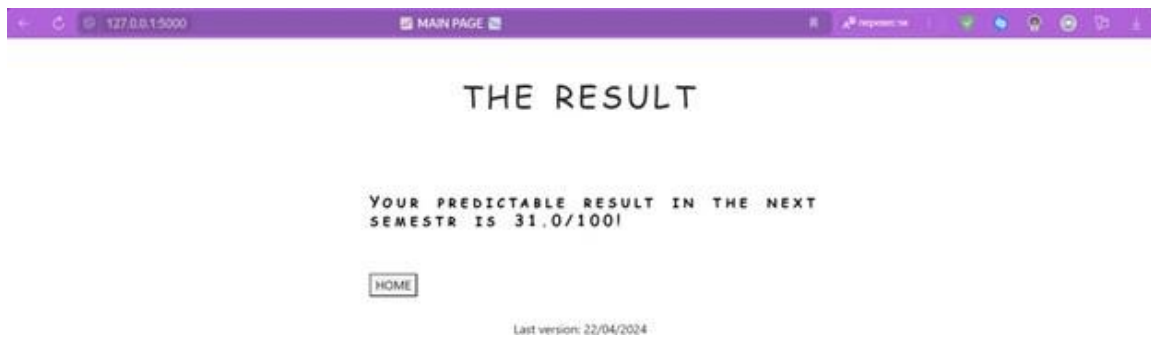 127.0.0.1:5000
MAIN PAGE
THE RESULT
YOUR PREDICTABLE RESULT IN THE NEXT
SEMESTR IS 31.0/100!
HOME
Last version: 22/04/2024